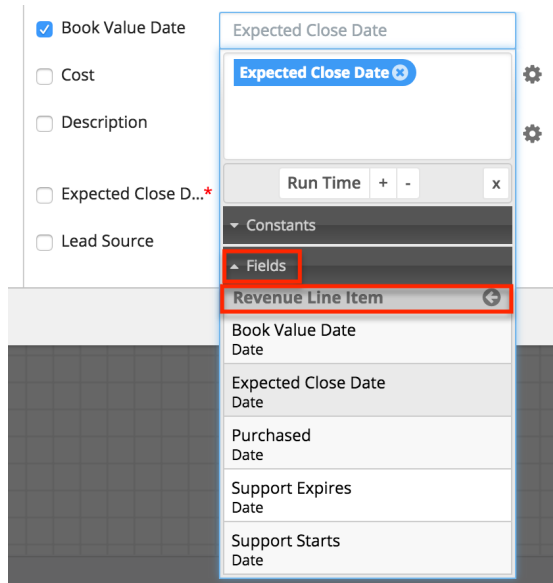 Book Value Date
Expected Close Date
Cost
Expected Close Date
Description
Run Time + - x
Expected Close D...*
Constants
Lead Source
Fields
Revenue Line Item
Book Value Date
Date
Expected Close Date
Date
Purchased
Date
Support Expires
Date
Support Starts
Date